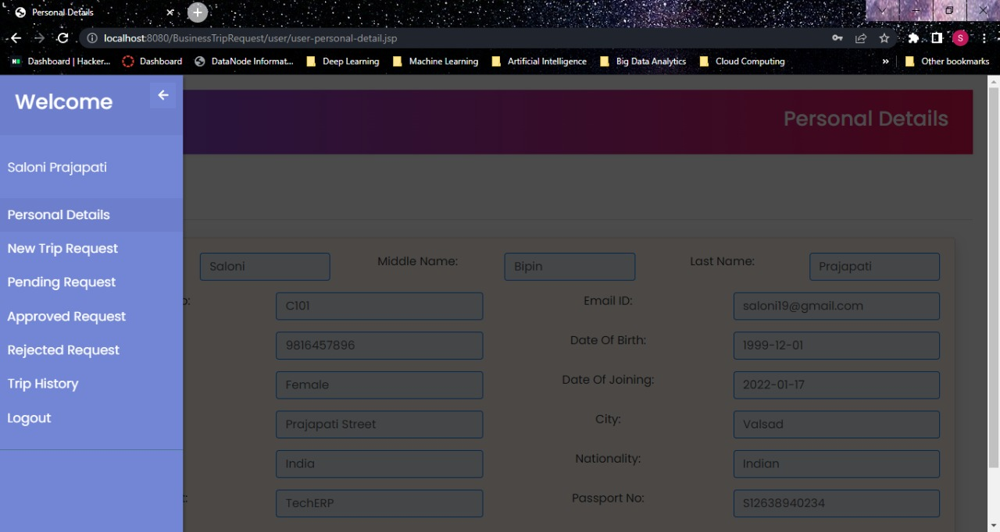 Personal Details
localhost:8080/BusinessTripRequest/user/user-personal-detail.jsp
S
Dashboard | Hacker... Dashboard DataNode Informat... Deep Learning Machine Learning Artificial Intelligence Big Data Analytics Cloud Computing » Other bookmarks
Welcome
Personal Details
Saloni Prajapati
Personal Details
New Trip Request
Pending Request
Approved Request
Rejected Request
Trip History
Logout
Saloni Middle Name: Bipin Last Name: Prajapati
C101 Email ID: saloni19@gmail.com
9816457896 Date Of Birth: 1999-12-01
Female Date Of Joining: 2022-01-17
Prajapati Street City: Valsad
India Nationality: Indian
TechERP Passport No: S12638940234